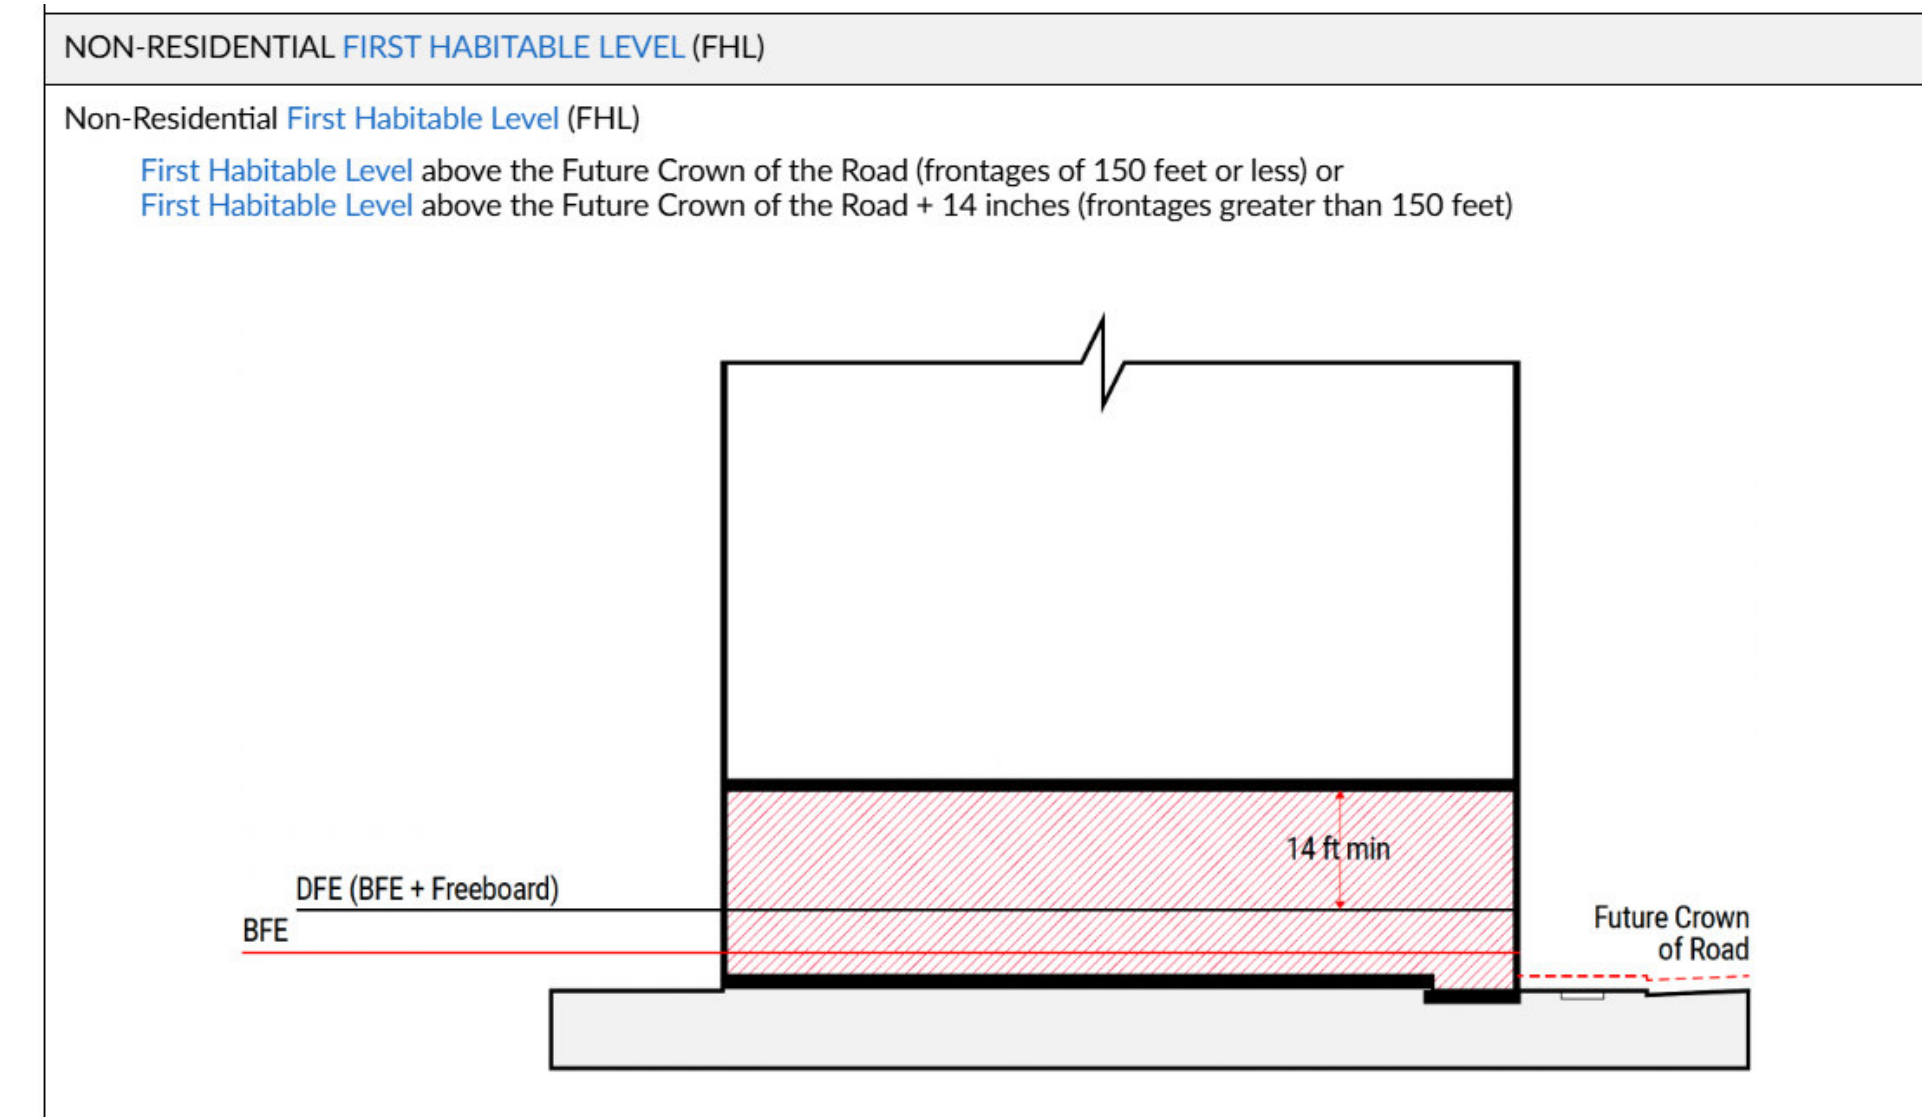 NON-RESIDENTIAL FIRST HABITABLE LEVEL (FHL)
Non-Residential First Habitable Level (FHL)
First Habitable Level above the Future Crown of the Road (frontages of 150 feet or less) or
First Habitable Level above the Future Crown of the Road + 14 inches (frontages greater than 150 feet)
14 ft min
DFE (BFE + Freeboard)
BFE
Future Crown
of Road